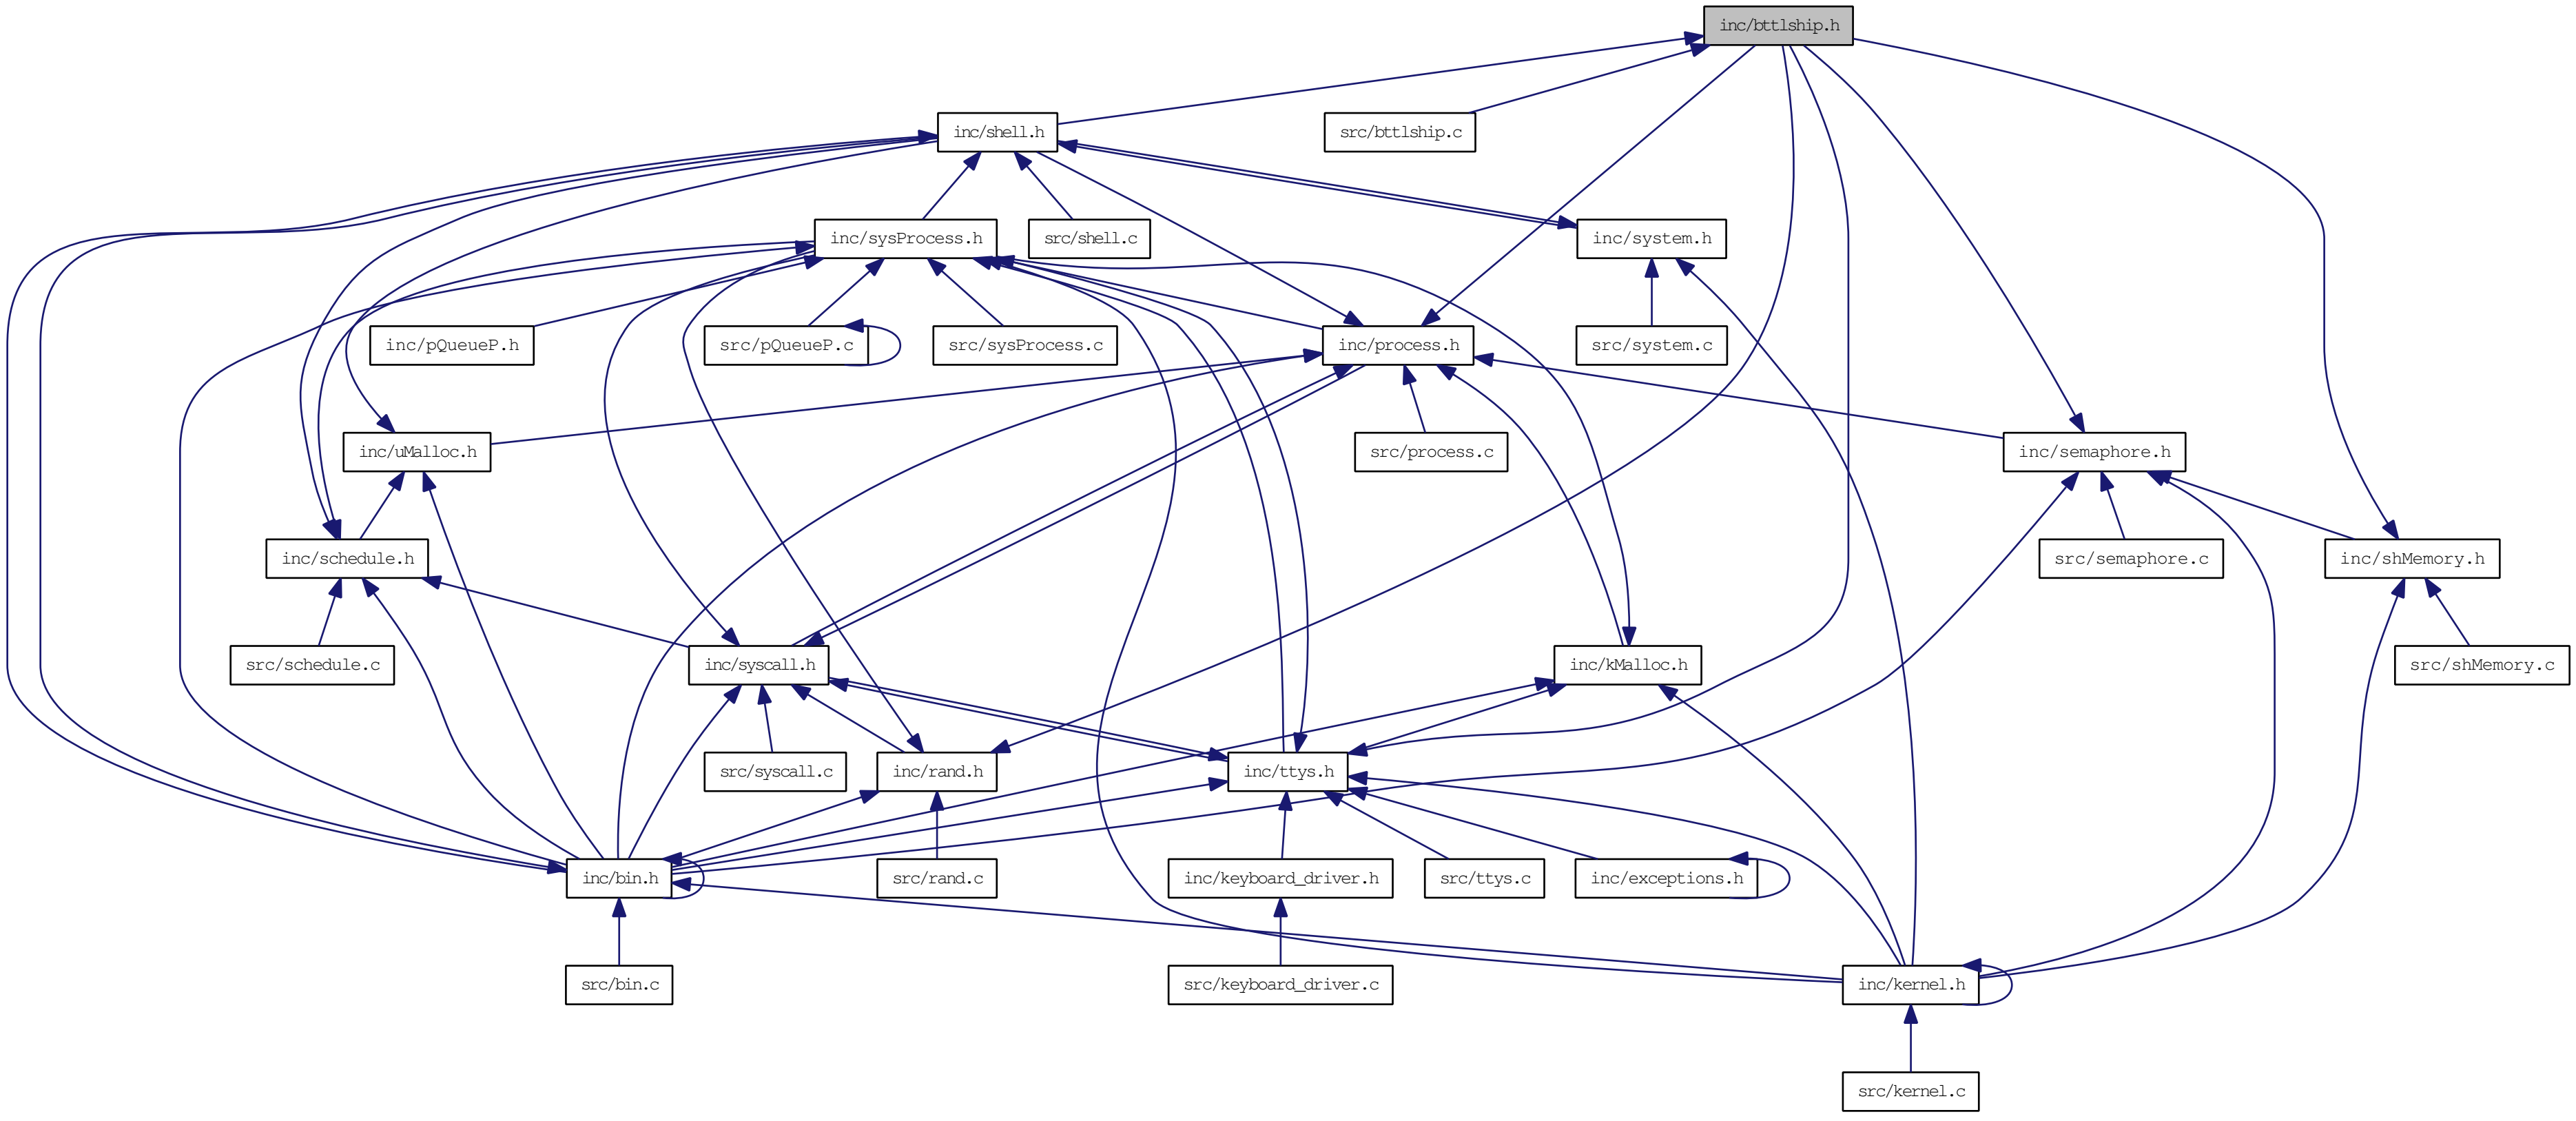 inc/bttlship.h
inc/shell.h
src/bttlship.c
inc/sysProcess.h
src/shell.c
inc/system.h
inc/pQueueP.h
src/pQueueP.c
src/sysProcess.c
inc/process.h
src/system.c
inc/uMalloc.h
src/process.c
inc/semaphore.h
inc/schedule.h
src/semaphore.c
inc/shMemory.h
src/schedule.c
inc/syscall.h
inc/kMalloc.h
src/shMemory.c
src/syscall.c
inc/rand.h
inc/ttys.h
inc/bin.h
src/rand.c
inc/keyboard_driver.h
src/ttys.c
inc/exceptions.h
src/bin.c
src/keyboard_driver.c
inc/kernel.h
src/kernel.c